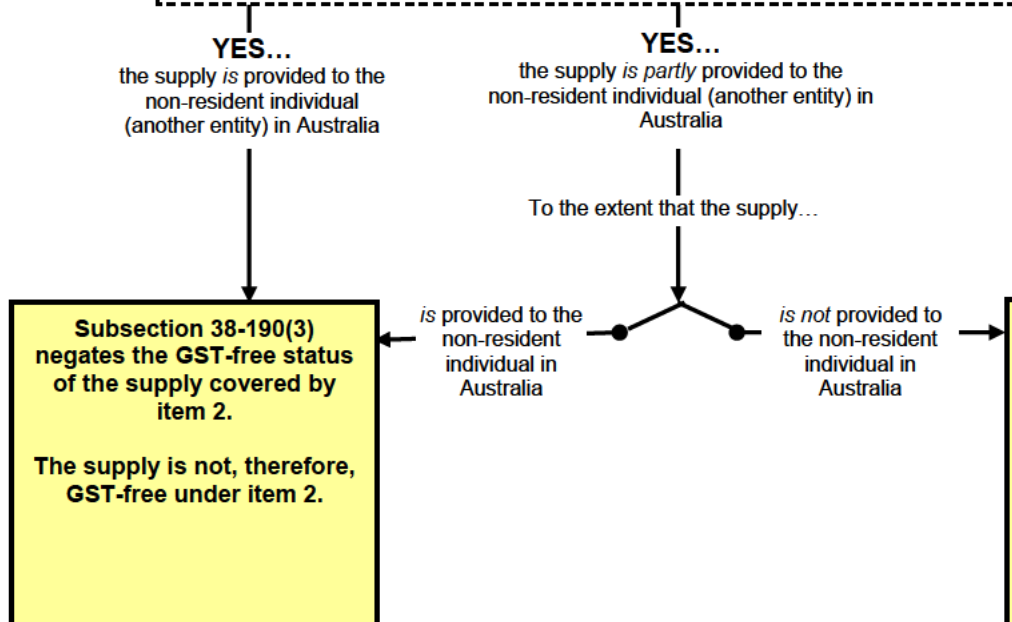 YES…
the supply is provided to the
non-resident individual
(another entity) in Australia
YES…
the supply is partly provided to the
non-resident individual (another entity) in
Australia
To the extent that the supply…
Subsection 38-190(3)
negates the GST-free status
of the supply covered by
item 2.
The supply is not, therefore,
GST-free under item 2.
is provided to the
non-resident
individual in
Australia
is not provided to
the non-resident
individual in
Australia